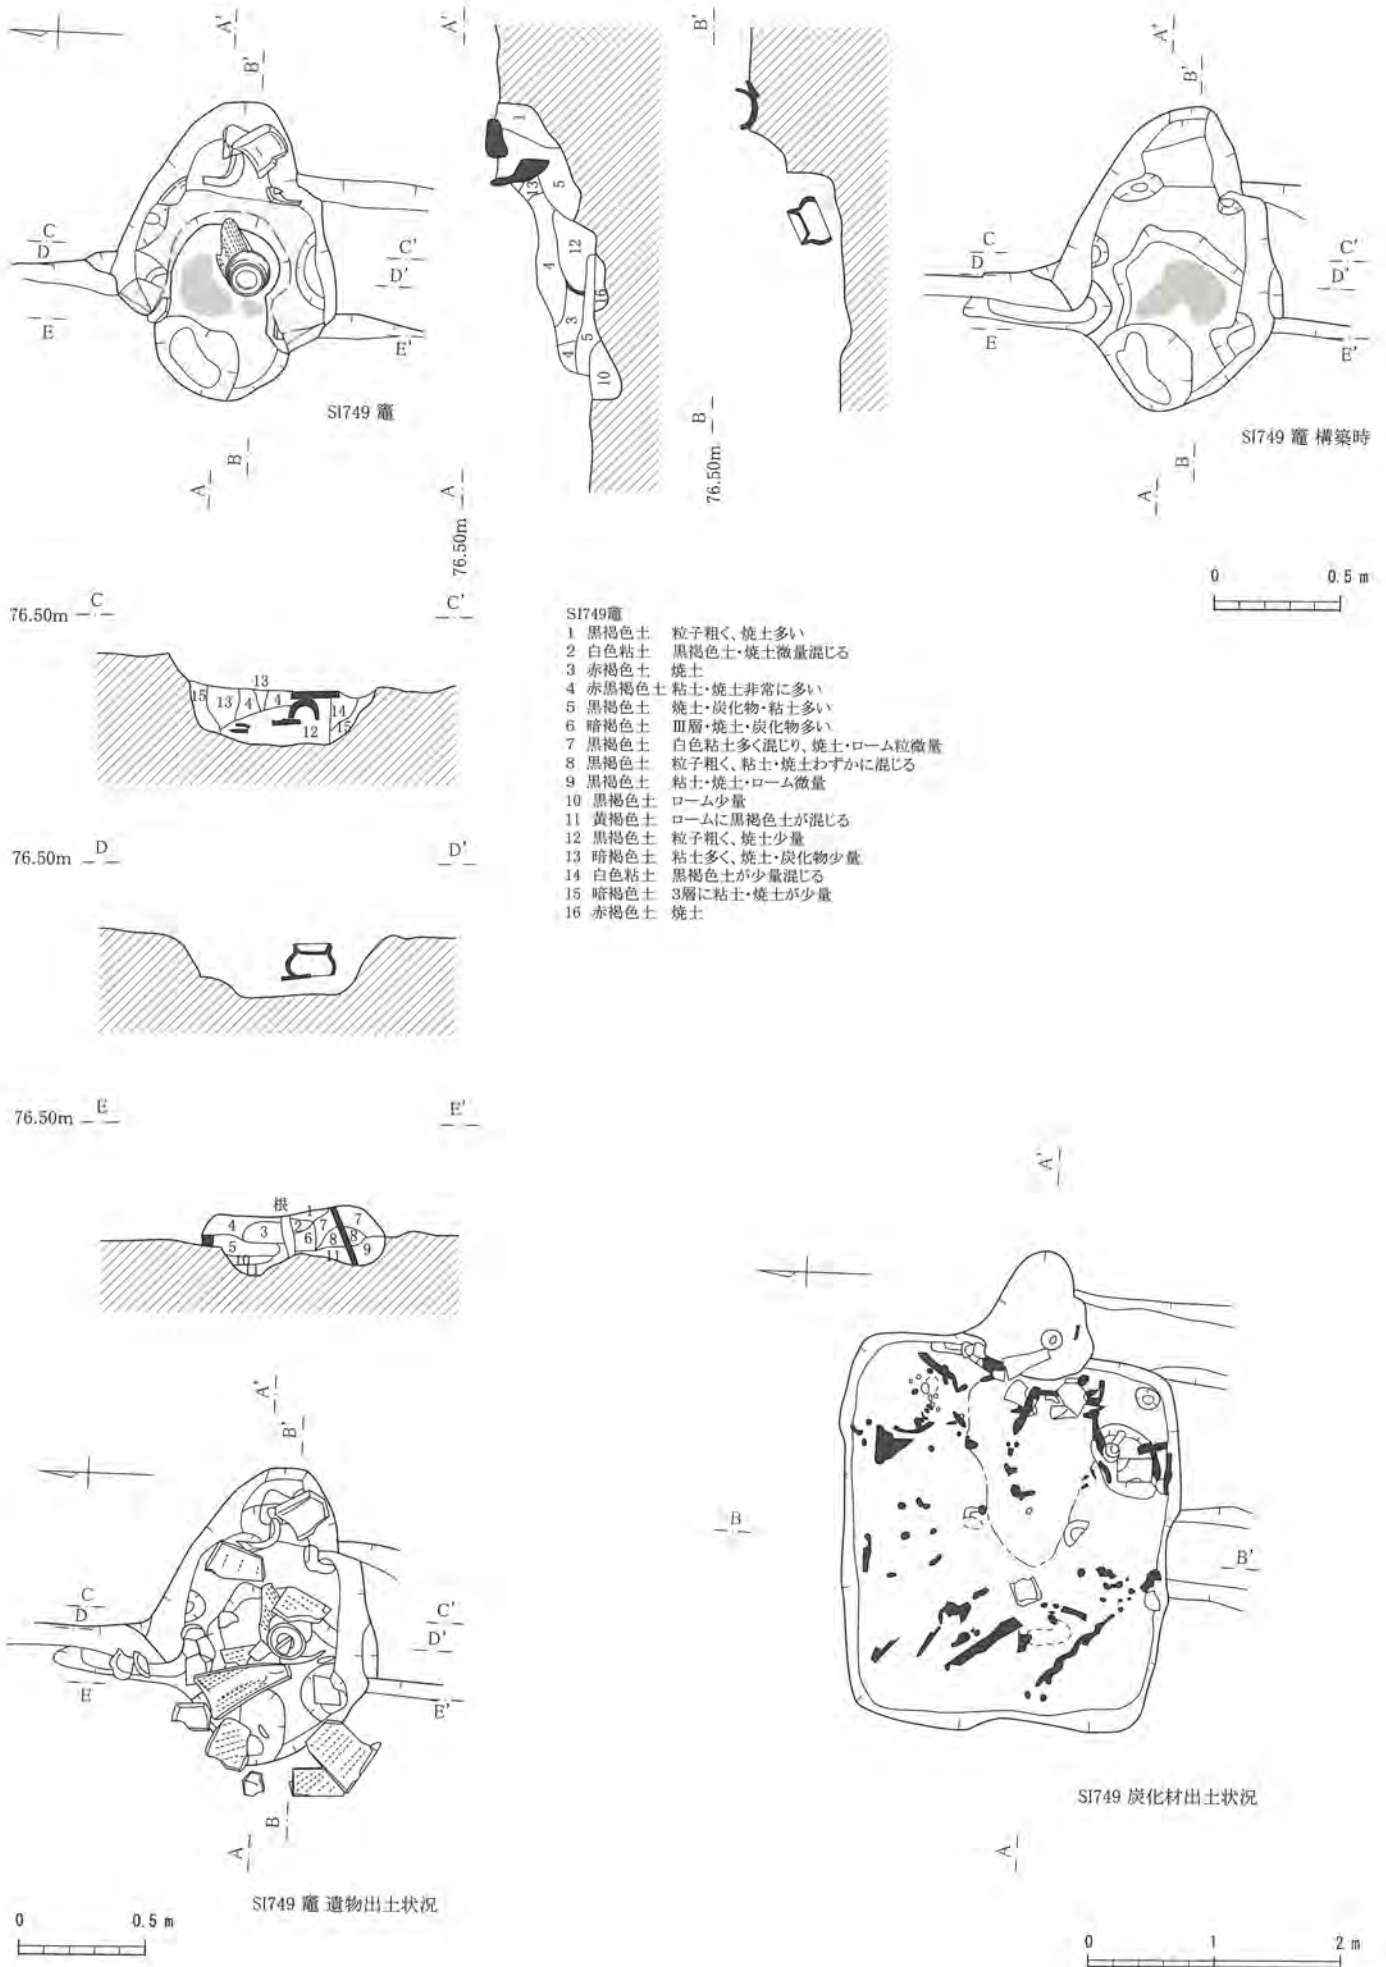 A'
B'
C
D
E
C'
D'
E'
SI749 竈
B
A
A'
1
13
5
12
4
16
3
5
4
10
A
76.50m
B'
B
76.50m
A'
B'
C
D
E
C'
D'
E'
SI749 竈 構築時
B
A
0 0.5 m
76.50m C C'
13
15 13 4 4 14
12 15
76.50m D D'
76.50m E E'
根
1
4 3 2 7 7
6 8 8
5 9
10 11
11
SI749竈
1 黒褐色土 粒子粗く、焼土多い
2 白色粘土 黒褐色土・焼土微量混じる
3 赤褐色土 焼土
4 赤黒褐色土 粘土・焼土非常に多い
5 黒褐色土 焼土・炭化物・粘土多い
6 暗褐色土 Ⅲ層・焼土・炭化物多い
7 黒褐色土 白色粘土多く混じり、焼土・ローム粒微量
8 黒褐色土 粒子粗く、粘土・焼土わずかに混じる
9 黒褐色土 粘土・焼土・ローム微量
10 黒褐色土 ローム少量
11 黄褐色土 ロームに黒褐色土が混じる
12 黒褐色土 粒子粗く、焼土少量
13 暗褐色土 粘土多く、焼土・炭化物少量
14 白色粘土 黒褐色土が少量混じる
15 暗褐色土 3層に粘土・焼土が少量
16 赤褐色土 焼土
A'
B'
C
D
E
C'
D'
E'
B
A
SI749 竈 遺物出土状況
0 0.5 m
A'
B
B'
SI749 炭化材出土状況
A
0 1 2 m